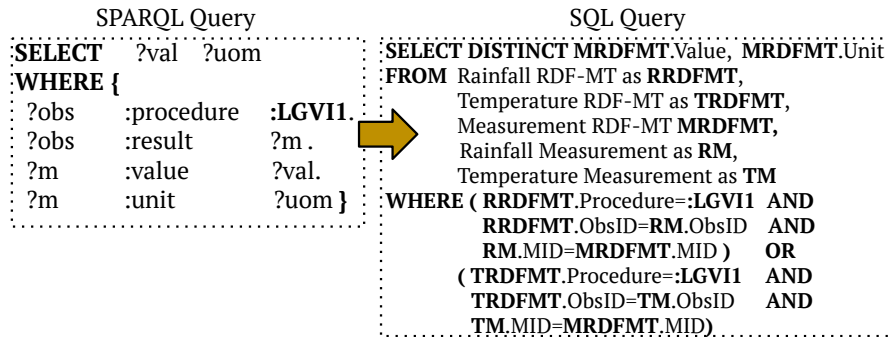 SPARQL Query
SELECT ?val ?uom
WHERE {
?obs :procedure :LGVI1.
?obs :result ?m .
?m :value ?val.
?m :unit ?uom }
SQL Query
SELECT DISTINCT MRDFMT.Value, MRDFMT.Unit
FROM Rainfall RDF-MT as RRDFMT,
Temperature RDF-MT as TRDFMT,
Measurement RDF-MT MRDFMT,
Rainfall Measurement as RM,
Temperature Measurement as TM
WHERE ( RRDFMT.Procedure=:LGVI1 AND
RRDFMT.ObsID=RM.ObsID AND
RM.MID=MRDFMT.MID ) OR
( TRDFMT.Procedure=:LGVI1 AND
TRDFMT.ObsID=TM.ObsID AND
TM.MID=MRDFMT.MID)